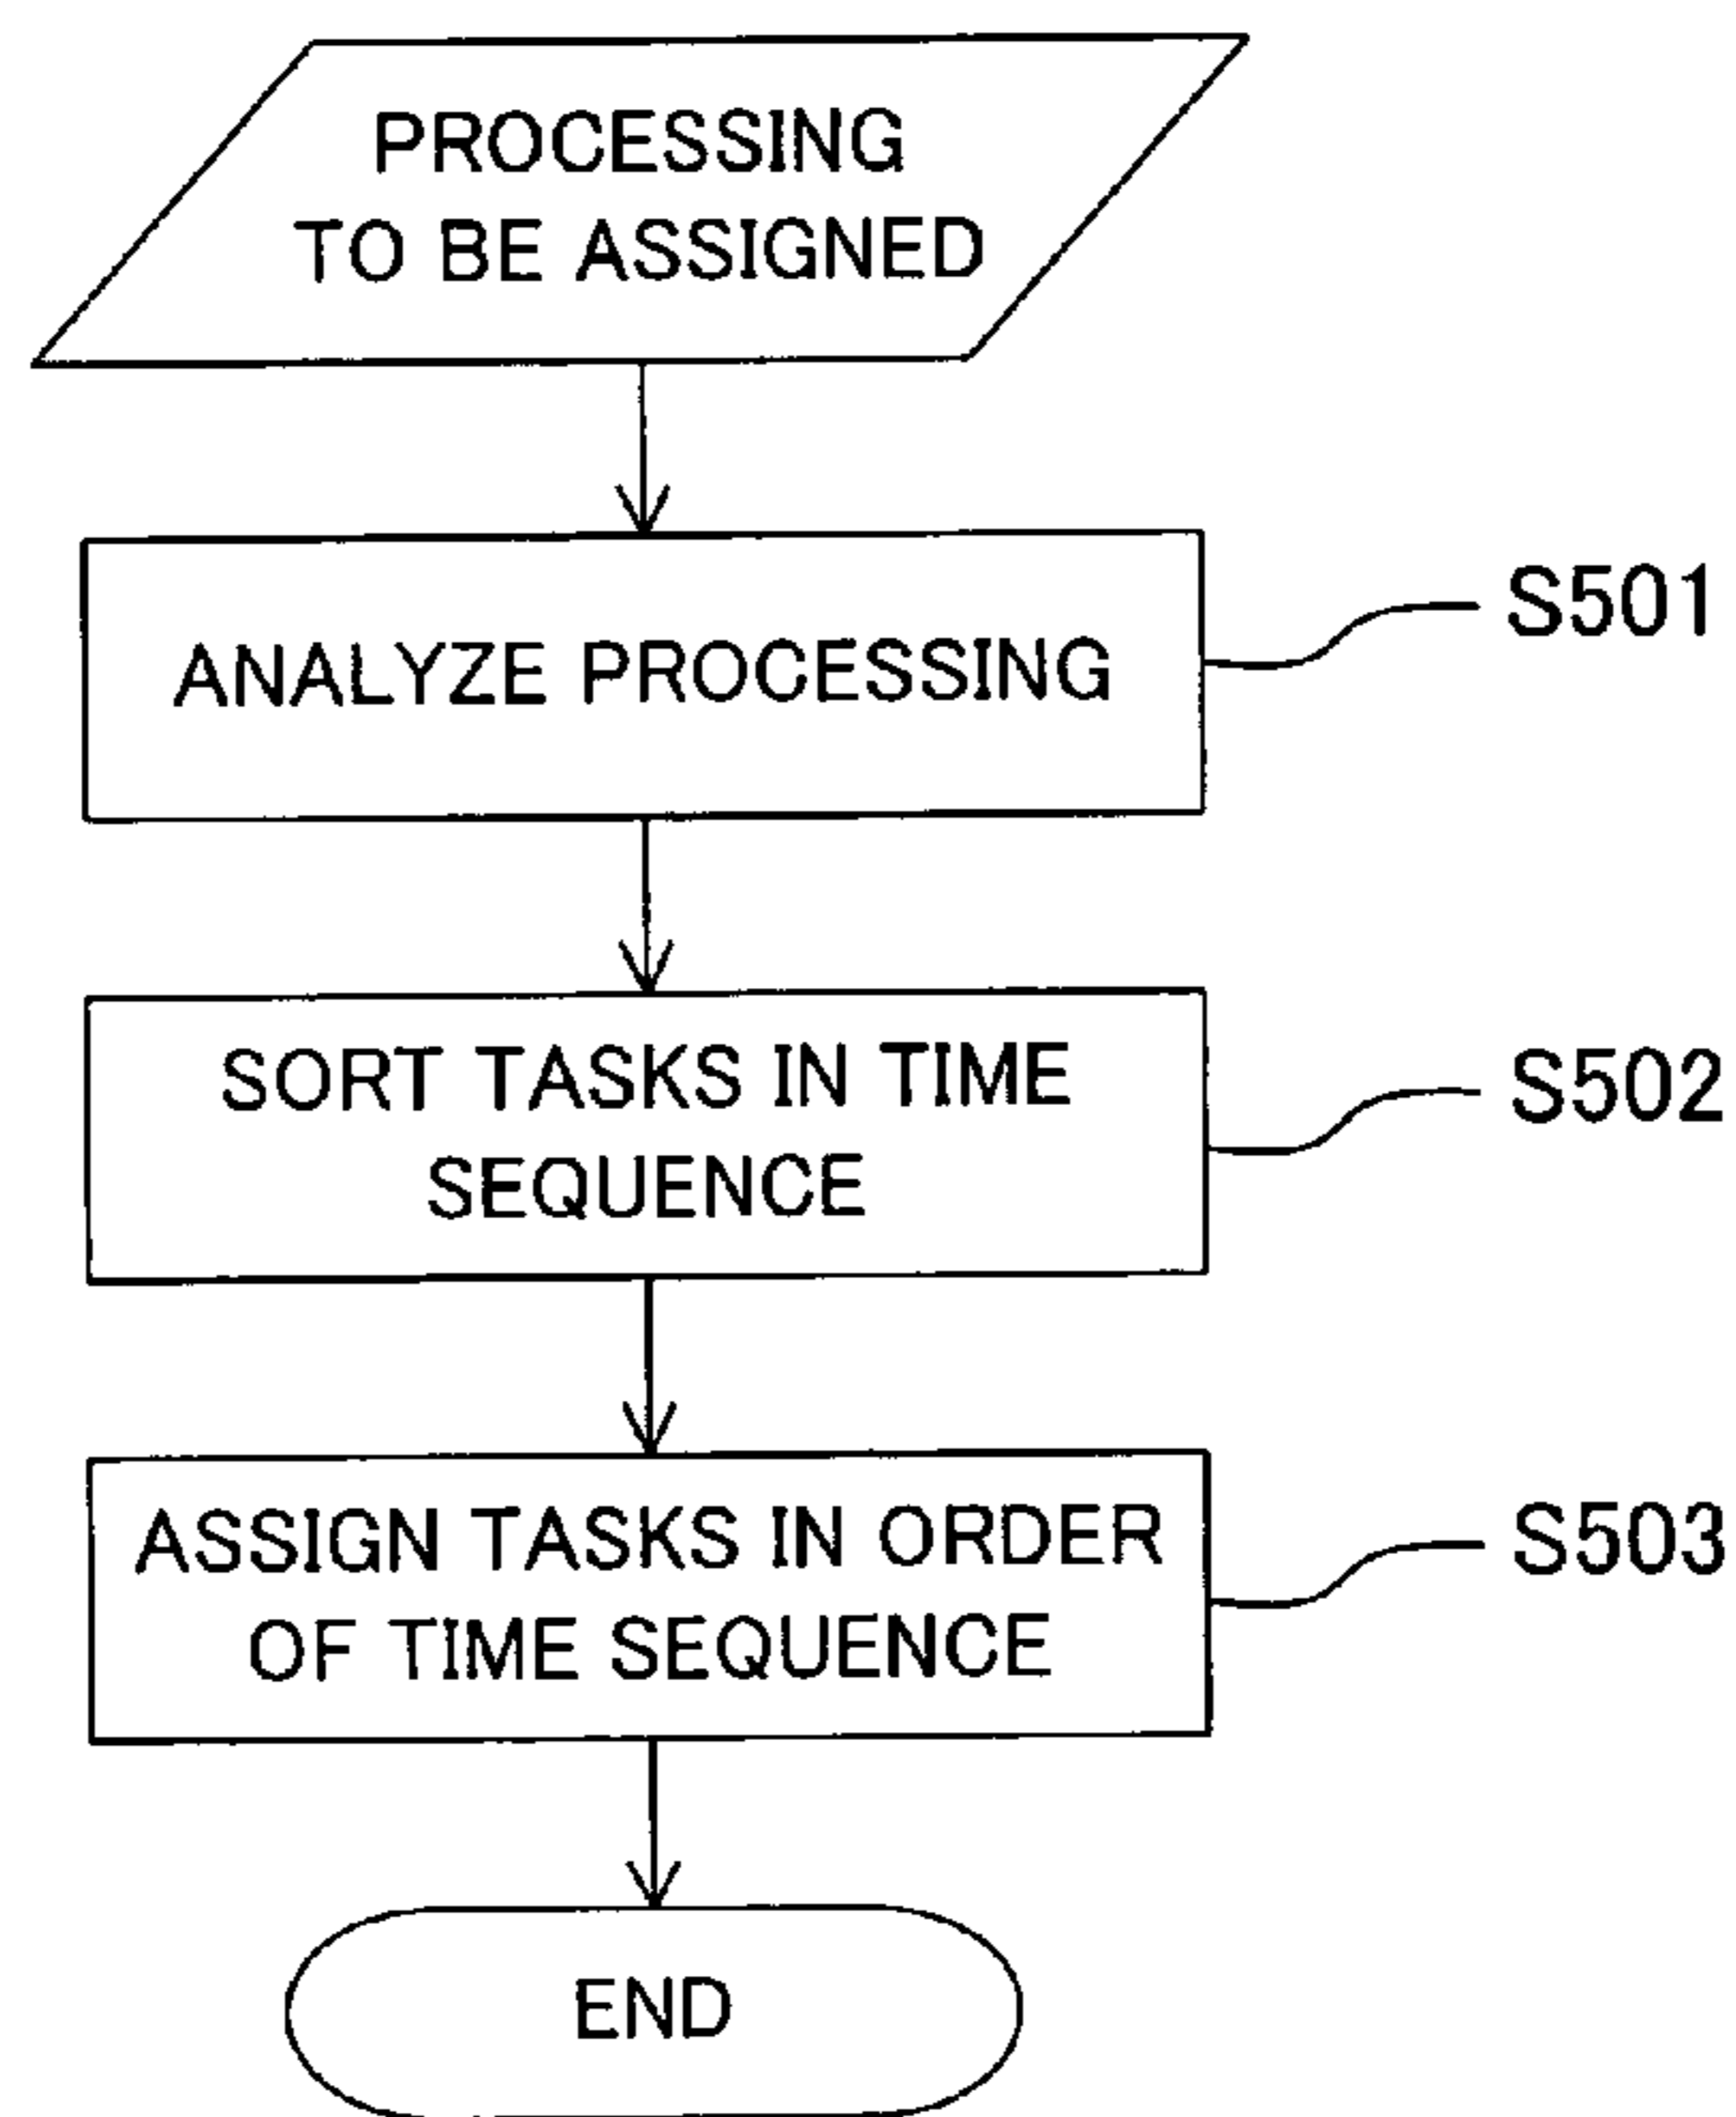 PROCESSING
TO BE ASSIGNED
ANALYZE PROCESSING
S501
SORT TASKS IN TIME
SEQUENCE
S502
ASSIGN TASKS IN ORDER
OF TIME SEQUENCE
S503
END